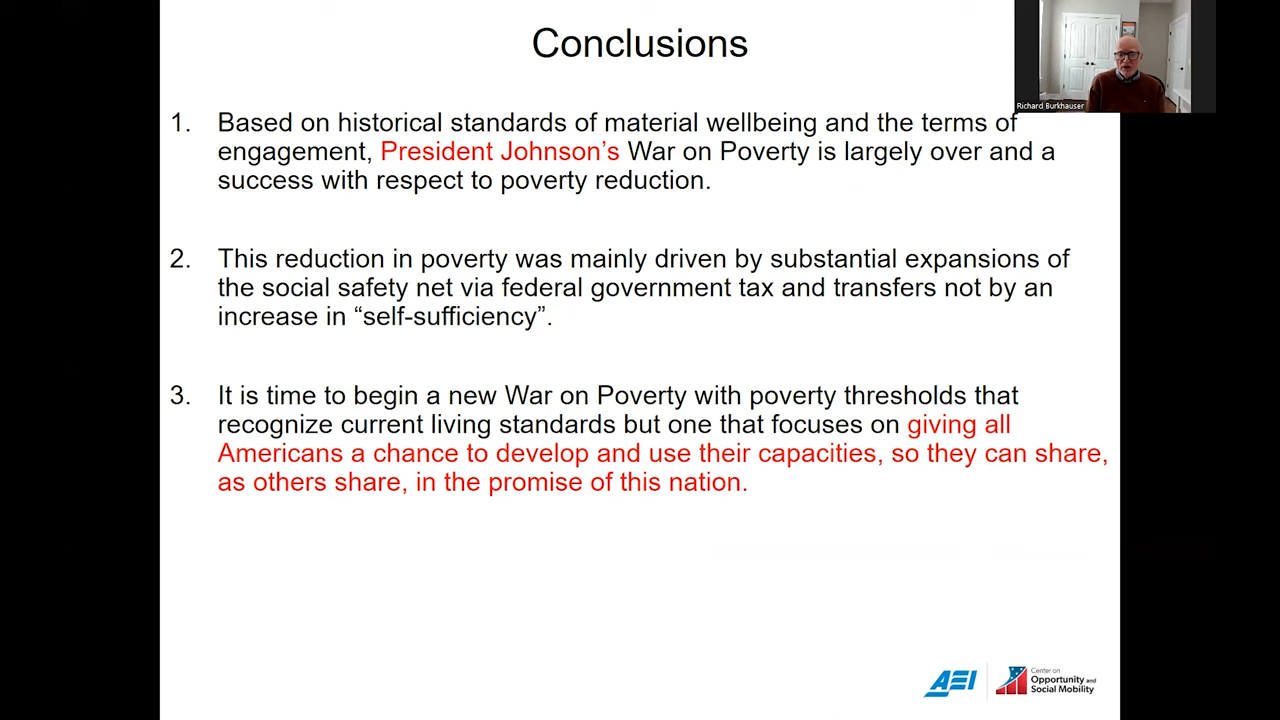 Conclusions
Richard Burkhauser
1. Based on historical standards of material wellbeing and the terms of
engagement, President Johnson’s War on Poverty is largely over and a
success with respect to poverty reduction.
2. This reduction in poverty was mainly driven by substantial expansions of
the social safety net via federal government tax and transfers not by an
increase in “self-sufficiency”.
3. It is time to begin a new War on Poverty with poverty thresholds that
recognize current living standards but one that focuses on giving all
Americans a chance to develop and use their capacities, so they can share,
as others share, in the promise of this nation.
AEI
Center on
Opportunity and
Social Mobility